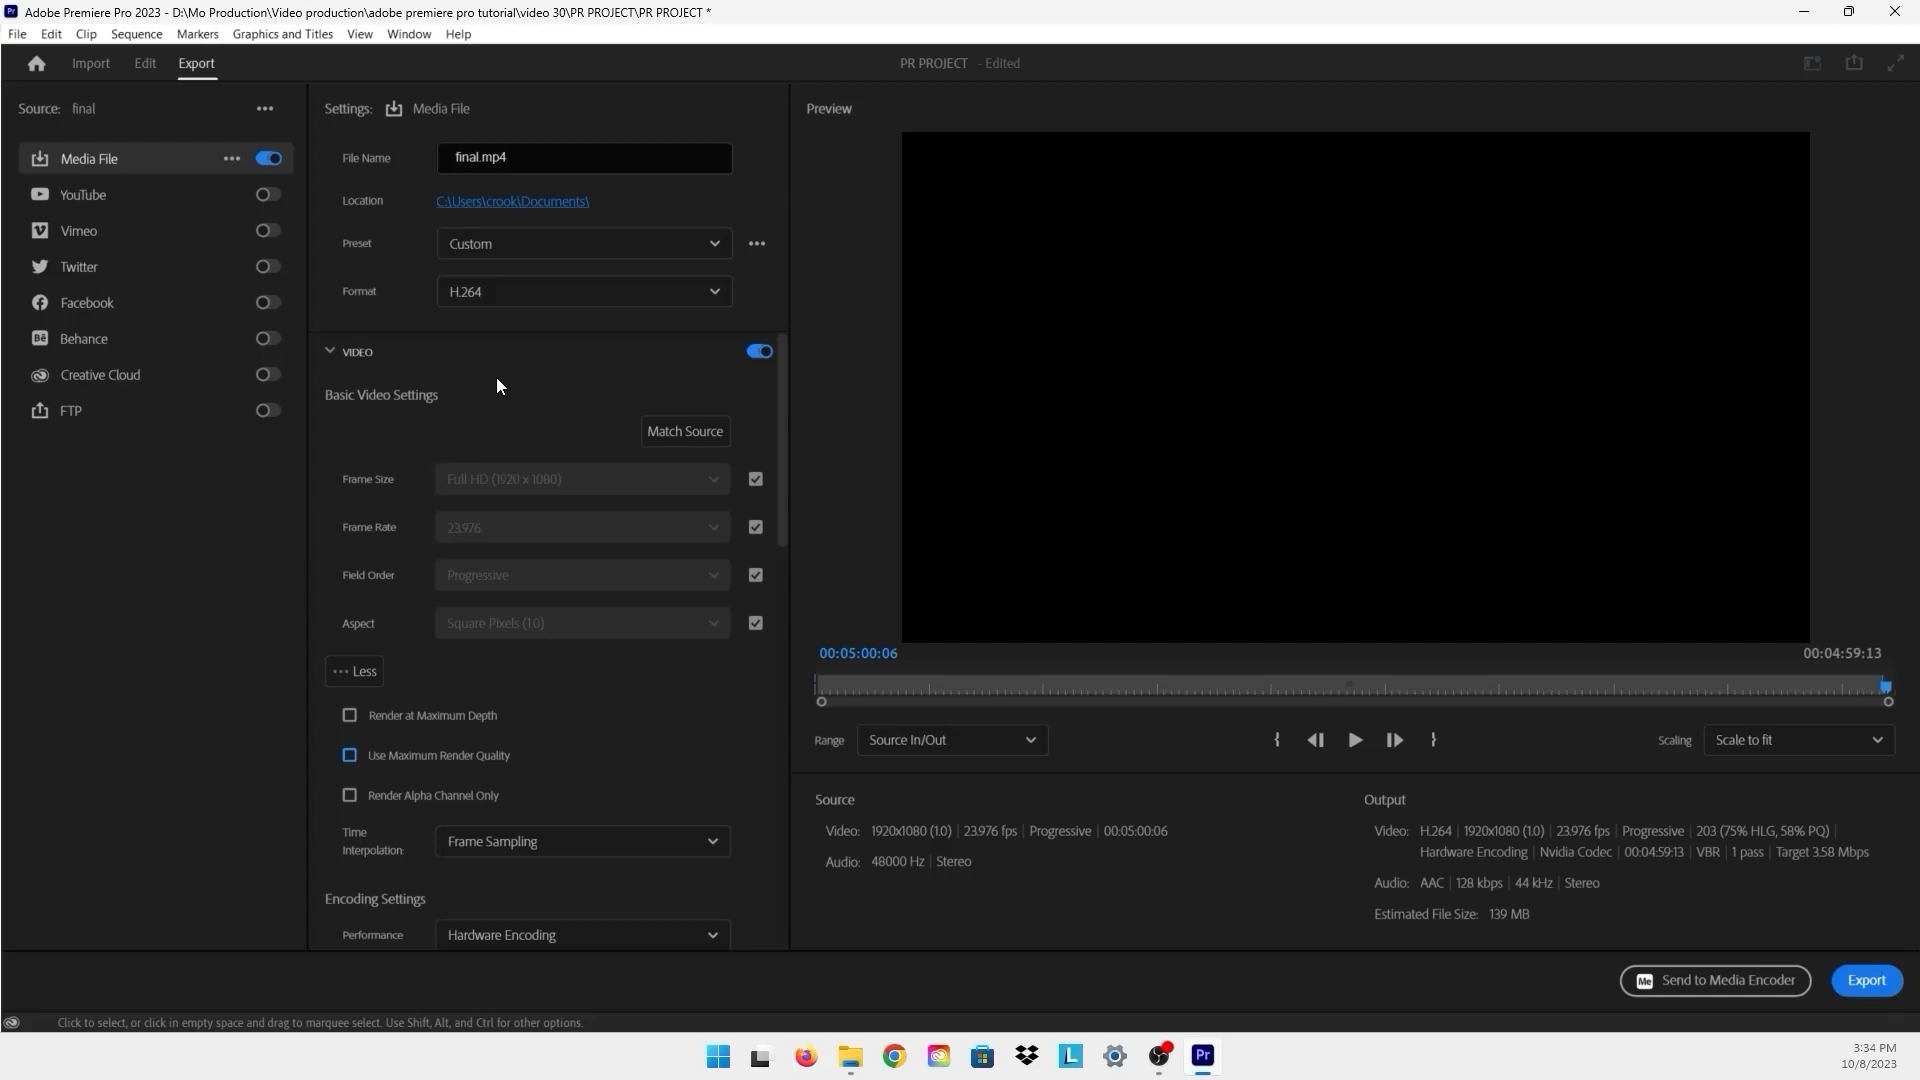 Adobe Premiere Pro 2023 - D:\Mo Production\Video production\adobe premiere pro tutorial\video 30\PR PROJECT\PR PROJECT *
File Edit Clip Sequence Markers Graphics and Titles View Window Help
Import Edit Export PR PROJECT - Edited
Source: final
Media File
YouTube
Vimeo
Twitter
Facebook
Behance
Creative Cloud
FTP
Settings: Media File
File Name final.mp4
Location C:\Users\crook\Documents\
Preset Custom
Format H.264
VIDEO
Basic Video Settings
Match Source
Frame Size Full HD (1920 x 1080)
Frame Rate 23.976
Field Order Progressive
Aspect Square Pixels (1.0)
Less
Render at Maximum Depth
Use Maximum Render Quality
Render Alpha Channel Only
Time Interpolation: Frame Sampling
Encoding Settings
Performance Hardware Encoding
Preview
00:05:00:06 00:04:59:13
Range Source In/Out Scaling Scale to fit
Source
Video: 1920x1080 (1.0) | 23.976 fps | Progressive | 00:05:00:06
Audio: 48000 Hz | Stereo
Output
Video: H.264 | 1920x1080 (1.0) | 23.976 fps | Progressive | 203 (75% HLG, 58% PQ) |
Hardware Encoding | Nvidia Codec | 00:04:59:13 | VBR | 1 pass | Target 3.58 Mbps
Audio: AAC | 128 kbps | 44 kHz | Stereo
Estimated File Size: 139 MB
Me Send to Media Encoder Export
Click to select, or click in empty space and drag to marquee select. Use Shift, Alt, and Ctrl for other options.
3:34 PM
10/8/2023